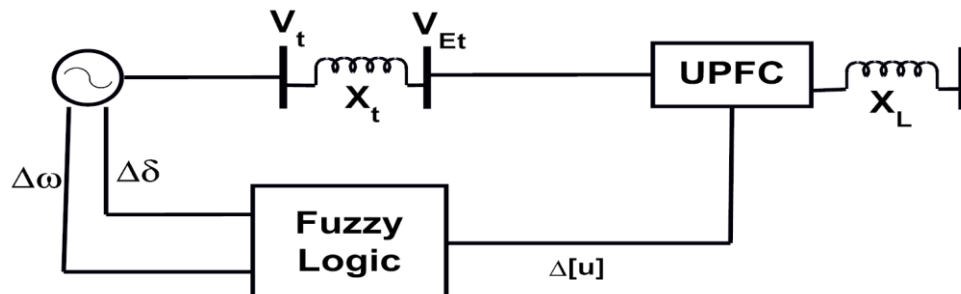 V_t
V_Et
UPFC
X_t
X_L
Δω
Δδ
Fuzzy
Logic
Δ[u]